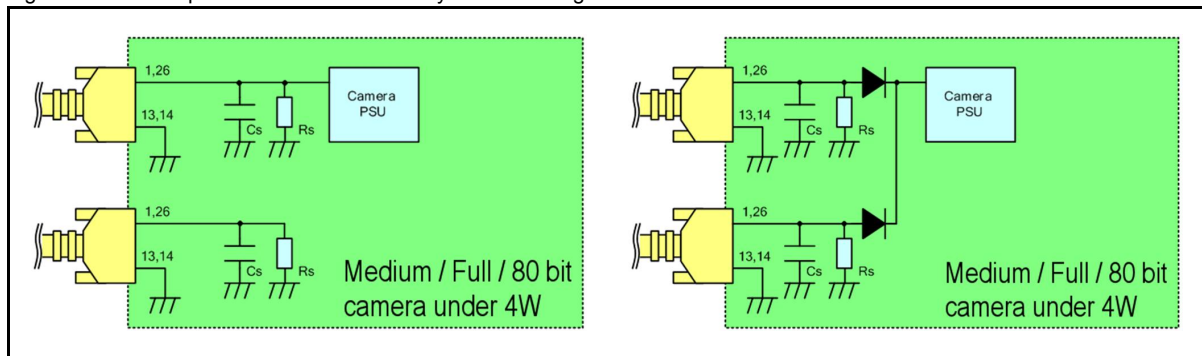 1,26
Camera
PSU
13,14
Cs
Rs
1,26
13,14
Cs
Rs
Medium / Full / 80 bit
camera under 4W
1,26
Camera
PSU
13,14
Cs
Rs
1,26
13,14
Cs
Rs
Medium / Full / 80 bit
camera under 4W